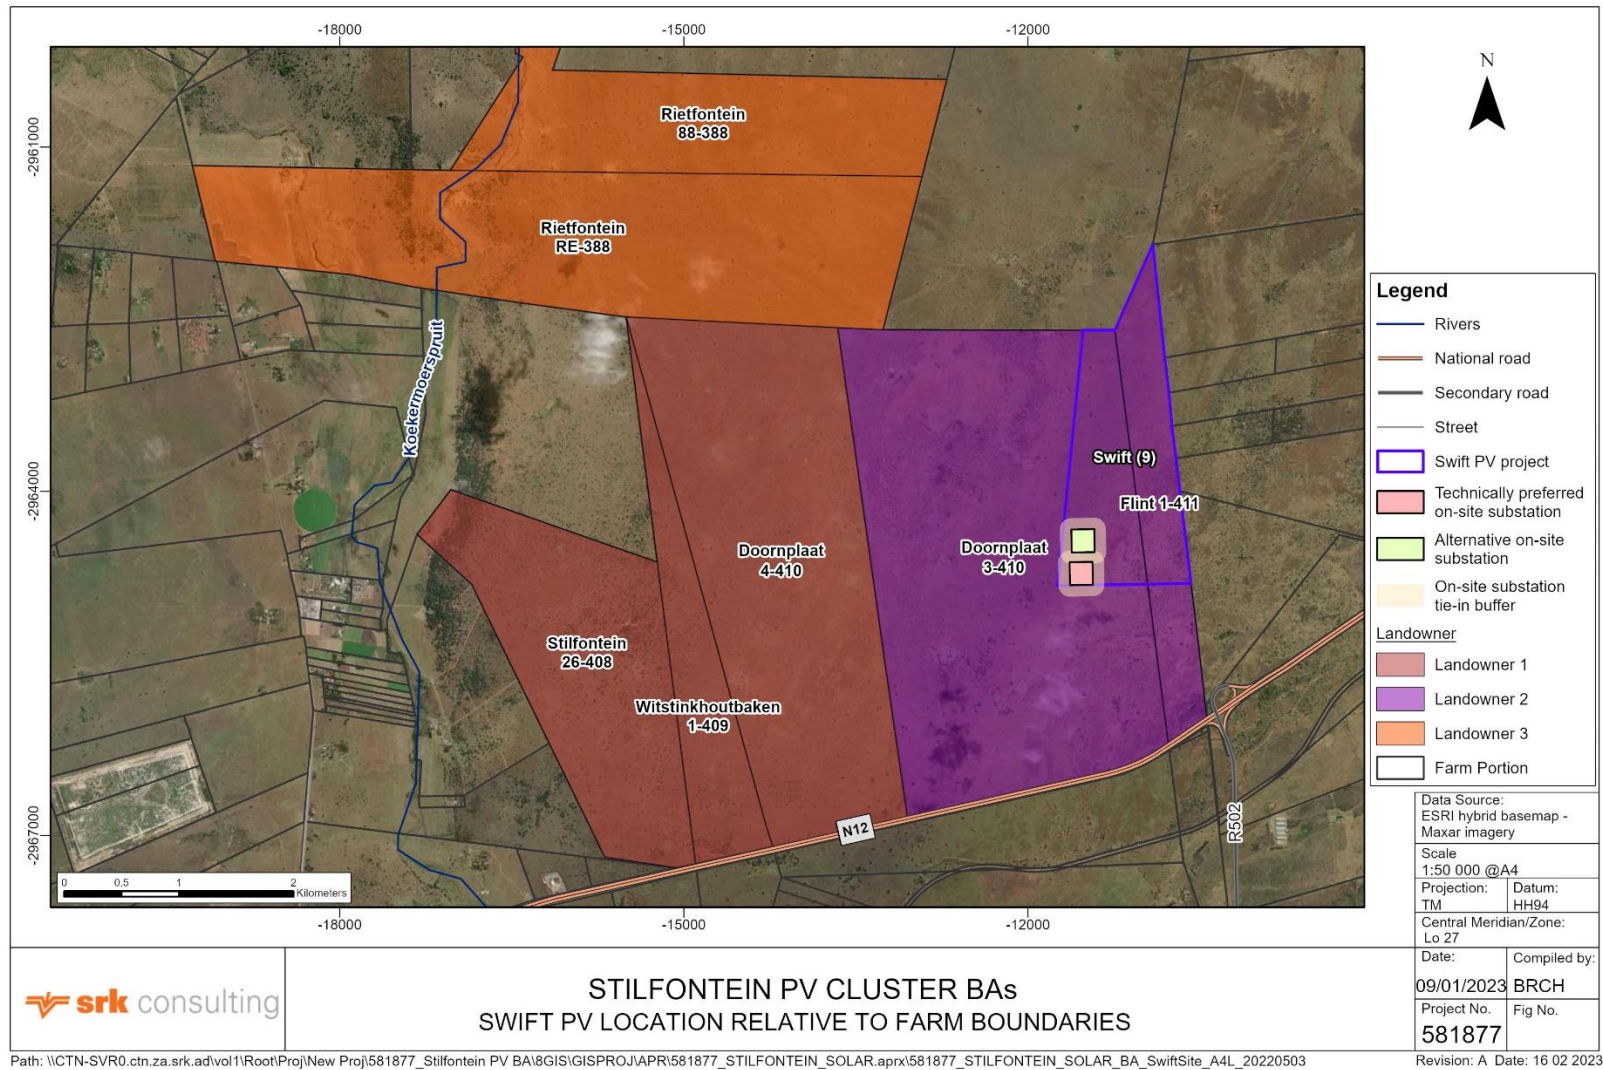 -18000
-15000
-12000
N
-2961000
-2964000
-2967000
Rietfontein
88-388
Rietfontein
RE-388
Koekermoerspruit
Swift (9)
Flint 1-411
Doornplaat
4-410
Doornplaat
3-410
Stilfontein
26-408
Witstinkhoutbaken
1-409
N12
R502
0 0.5 1 2
Kilometers
-18000
-15000
-12000
Legend
Rivers
National road
Secondary road
Street
Swift PV project
Technically preferred
on-site substation
Alternative on-site
substation
On-site substation
tie-in buffer
Landowner
Landowner 1
Landowner 2
Landowner 3
Farm Portion
Data Source:
ESRI hybrid basemap -
Maxar imagery
Scale
1:50 000 @A4
Projection: Datum:
TM HH94
Central Meridian/Zone:
Lo 27
Date: Compiled by:
09/01/2023 BRCH
Project No. Fig No.
581877
srk consulting
STILFONTEIN PV CLUSTER BAs
SWIFT PV LOCATION RELATIVE TO FARM BOUNDARIES
Path: \\CTN-SVR0.ctn.za.srk.ad\vol1\Root\Proj\New Proj\581877_Stilfontein PV BA\8GIS\GISPROJ\APR\581877_STILFONTEIN_SOLAR.aprx\581877_STILFONTEIN_SOLAR_BA_SwiftSite_A4L_20220503
Revision: A Date: 16 02 2023